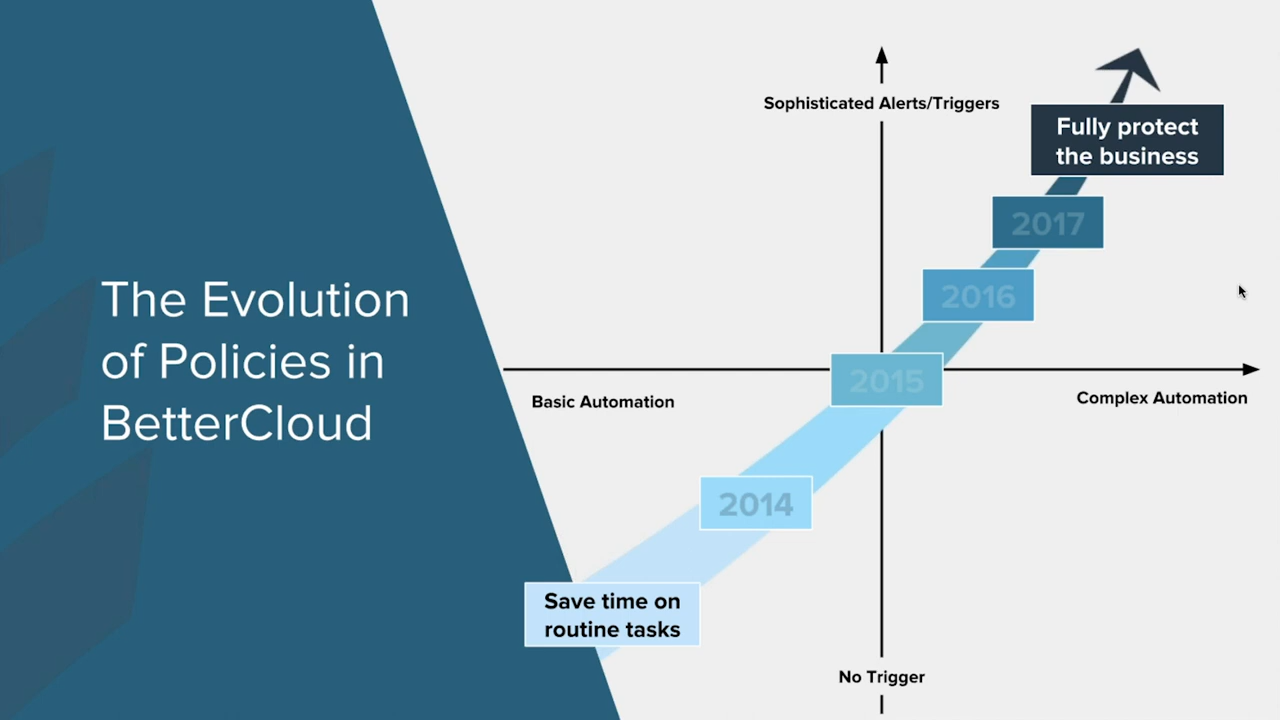 The Evolution
of Policies in
BetterCloud
Sophisticated Alerts/Triggers
Fully protect
the business
2017
2016
2015
Basic Automation
Complex Automation
2014
Save time on
routine tasks
No Trigger